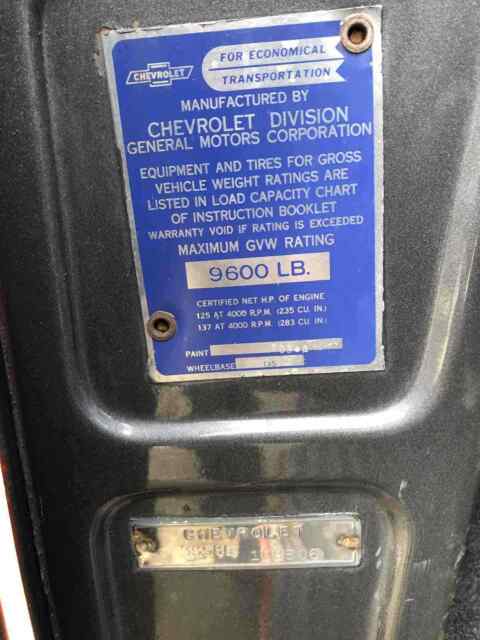 CHEVROLET
FOR ECONOMICAL
TRANSPORTATION
MANUFACTURED BY
CHEVROLET DIVISION
GENERAL MOTORS CORPORATION
EQUIPMENT AND TIRES FOR GROSS
VEHICLE WEIGHT RATINGS ARE
LISTED IN LOAD CAPACITY CHART
OF INSTRUCTION BOOKLET
WARRANTY VOID IF RATING IS EXCEEDED
MAXIMUM GVW RATING
9600 LB.
CERTIFIED NET H.P. OF ENGINE
125 AT 4000 R.P.M. (235 CU. IN.)
137 AT 4000 R.P.M. (283 CU. IN.)
PAINT
WHEELBASE 135
CHEVROLET